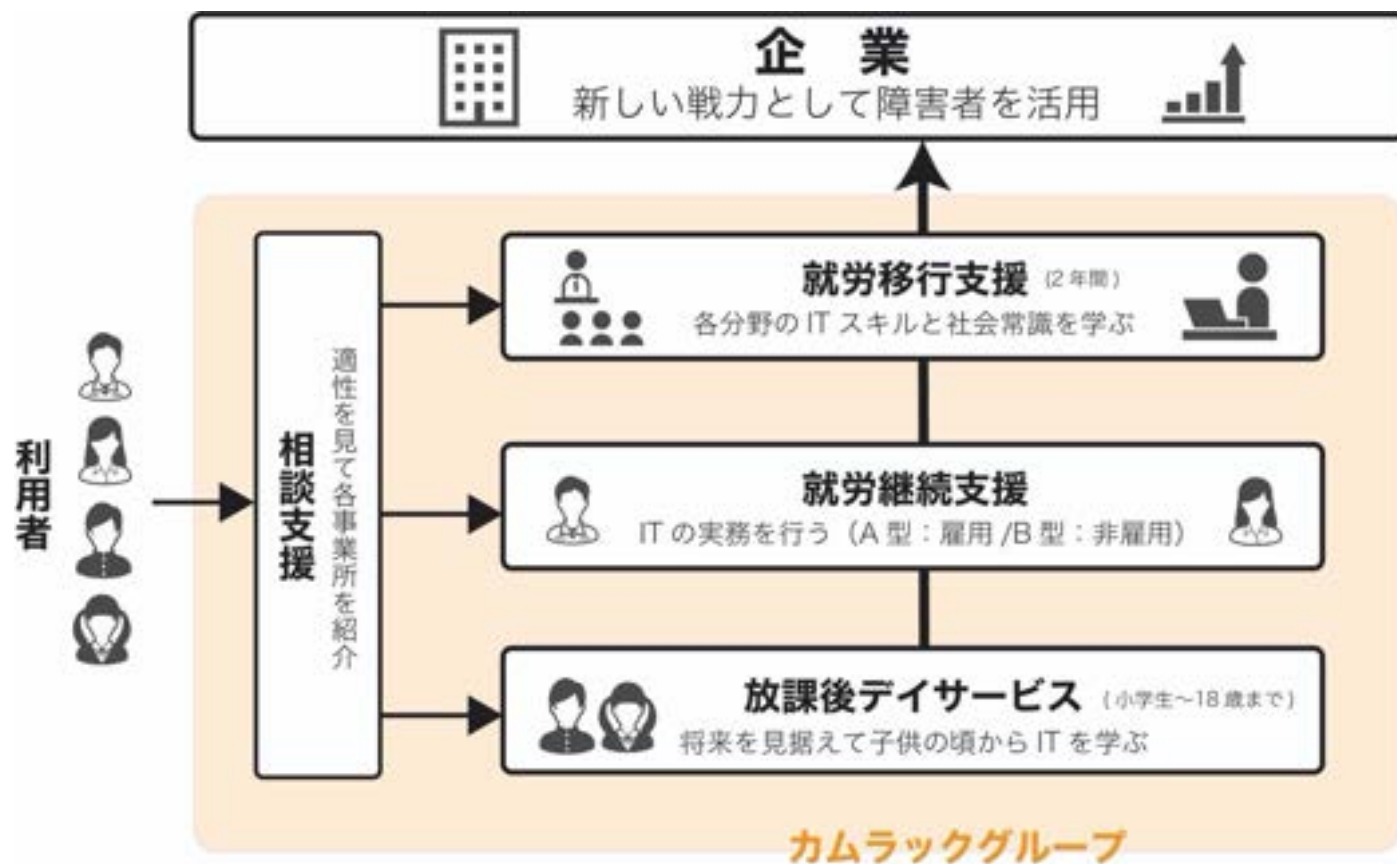 企 業
新しい戦力として障害者を活用
利用者
相談支援
適性を見て各事業所を紹介
就労移行支援 (2年間)
各分野のITスキルと社会常識を学ぶ
就労継続支援
ITの実務を行う（A型：雇用/B型：非雇用）
放課後デイサービス (小学生～18歳まで)
将来を見据えて子供の頃からITを学ぶ
カムラックグループ